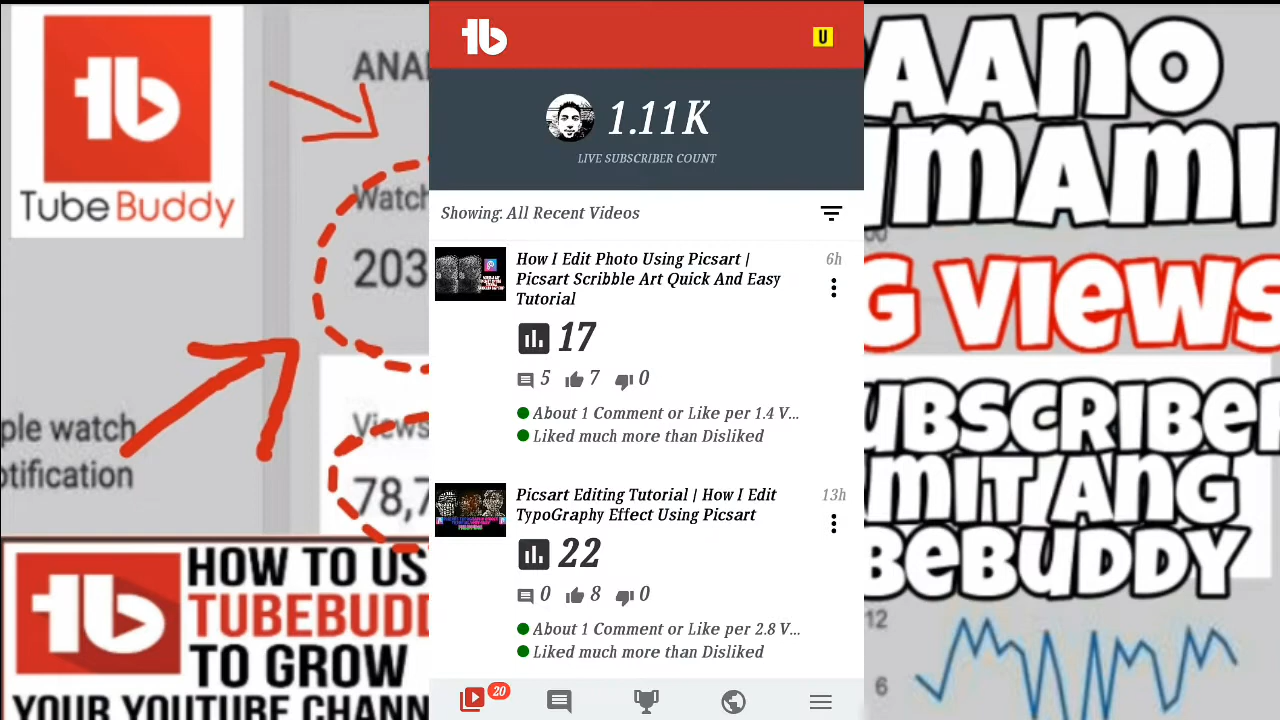 TubeBuddy
ANA
Watch
203
ple watch
otification
Views
78,7
HOW TO US
TUBEBUDD
TO GROW
YOUR YOUTUBE CHANN
U
1.11K
LIVE SUBSCRIBER COUNT
Showing: All Recent Videos
How I Edit Photo Using Picsart |
Picsart Scribble Art Quick And Easy
Tutorial
6h
17
5 7 0
About 1 Comment or Like per 1.4 V...
Liked much more than Disliked
Picsart Editing Tutorial | How I Edit
TypoGraphy Effect Using Picsart
13h
22
0 8 0
About 1 Comment or Like per 2.8 V...
Liked much more than Disliked
20
AANO
UMAMI
G VIEWS
UBSCRIBER
AMIT ANG
BEBUDDY
12
6